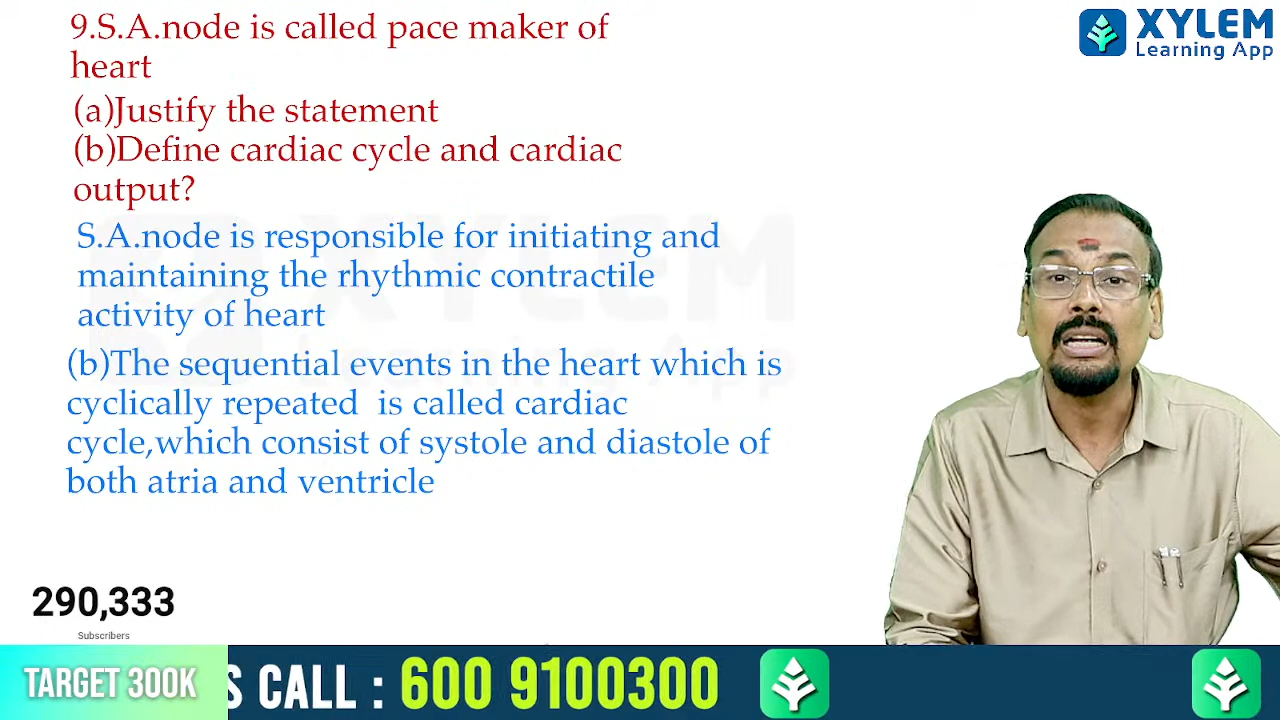 9.S.A.node is called pace maker of
heart
(a)Justify the statement
(b)Define cardiac cycle and cardiac
output?
S.A.node is responsible for initiating and
maintaining the rhythmic contractile
activity of heart
(b)The sequential events in the heart which is
cyclically repeated is called cardiac
cycle,which consist of systole and diastole of
both atria and ventricle
XYLEM
Learning App
XYLEM
Learning App
290,333
Subscribers
TARGET 300K
S CALL : 600 9100300